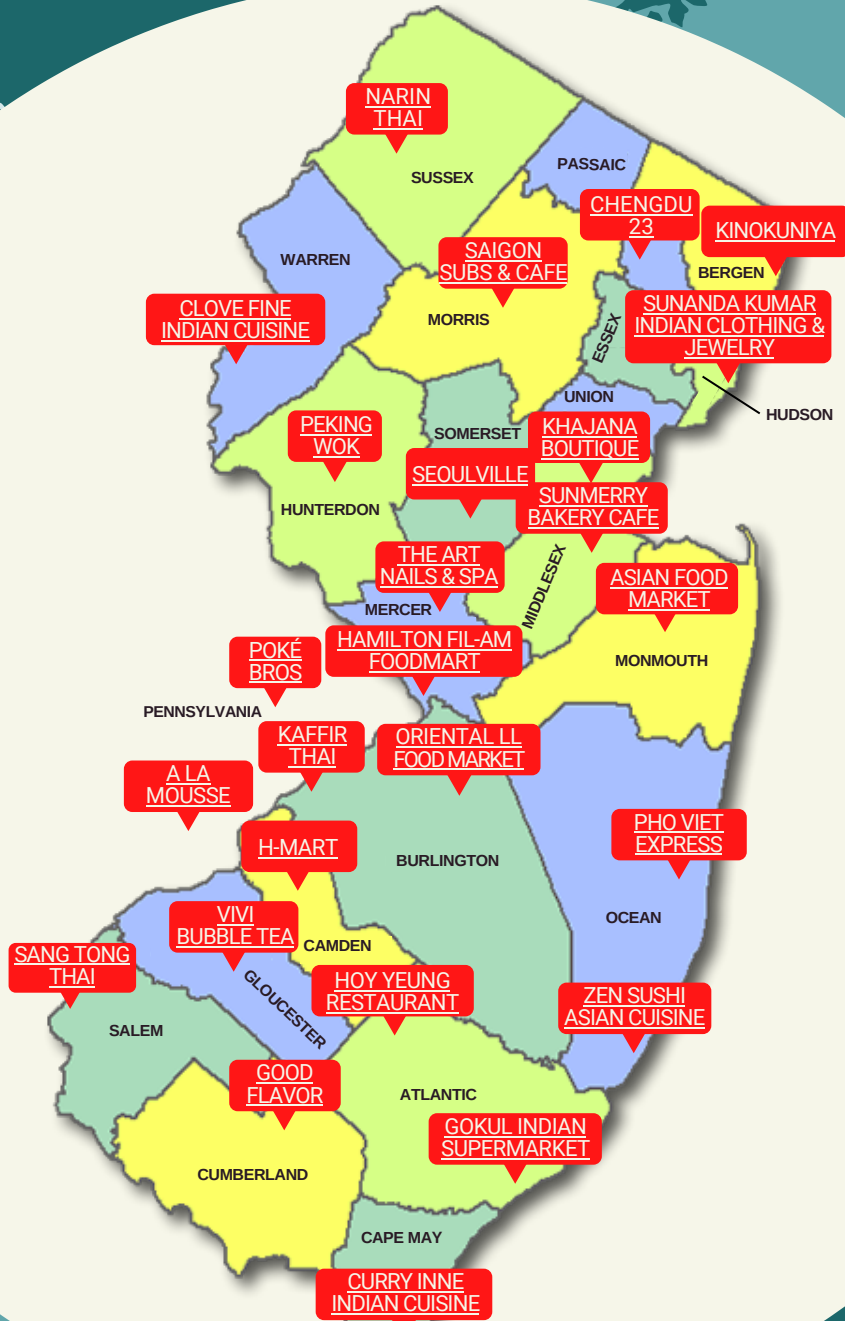 NARIN
THAI
SUSSEX
PASSAIC
CHENGDU
23
KINOKUNIYA
WARREN
SAIGON
SUBS & CAFE
BERGEN
CLOVE FINE
INDIAN CUISINE
MORRIS
ESSEX
SUNANDA KUMAR
INDIAN CLOTHING &
JEWELRY
UNION
HUDSON
PEKING
WOK
SOMERSET
KHAJANA
BOUTIQUE
SEOULVILLE
HUNTERDON
SUNMERRY
BAKERY CAFE
THE ART
NAILS & SPA
MIDDLESEX
ASIAN FOOD
MARKET
MERCER
HAMILTON FIL-AM
FOODMART
MONMOUTH
POKÉ
BROS
PENNSYLVANIA
KAFFIR
THAI
ORIENTAL LL
FOOD MARKET
A LA
MOUSSE
H-MART
BURLINGTON
PHO VIET
EXPRESS
OCEAN
VIVI
BUBBLE TEA
CAMDEN
SANG TONG
THAI
GLOUCESTER
HOY YEUNG
RESTAURANT
ZEN SUSHI
ASIAN CUISINE
SALEM
GOOD
FLAVOR
ATLANTIC
GOKUL INDIAN
SUPERMARKET
CUMBERLAND
CAPE MAY
CURRY INNE
INDIAN CUISINE